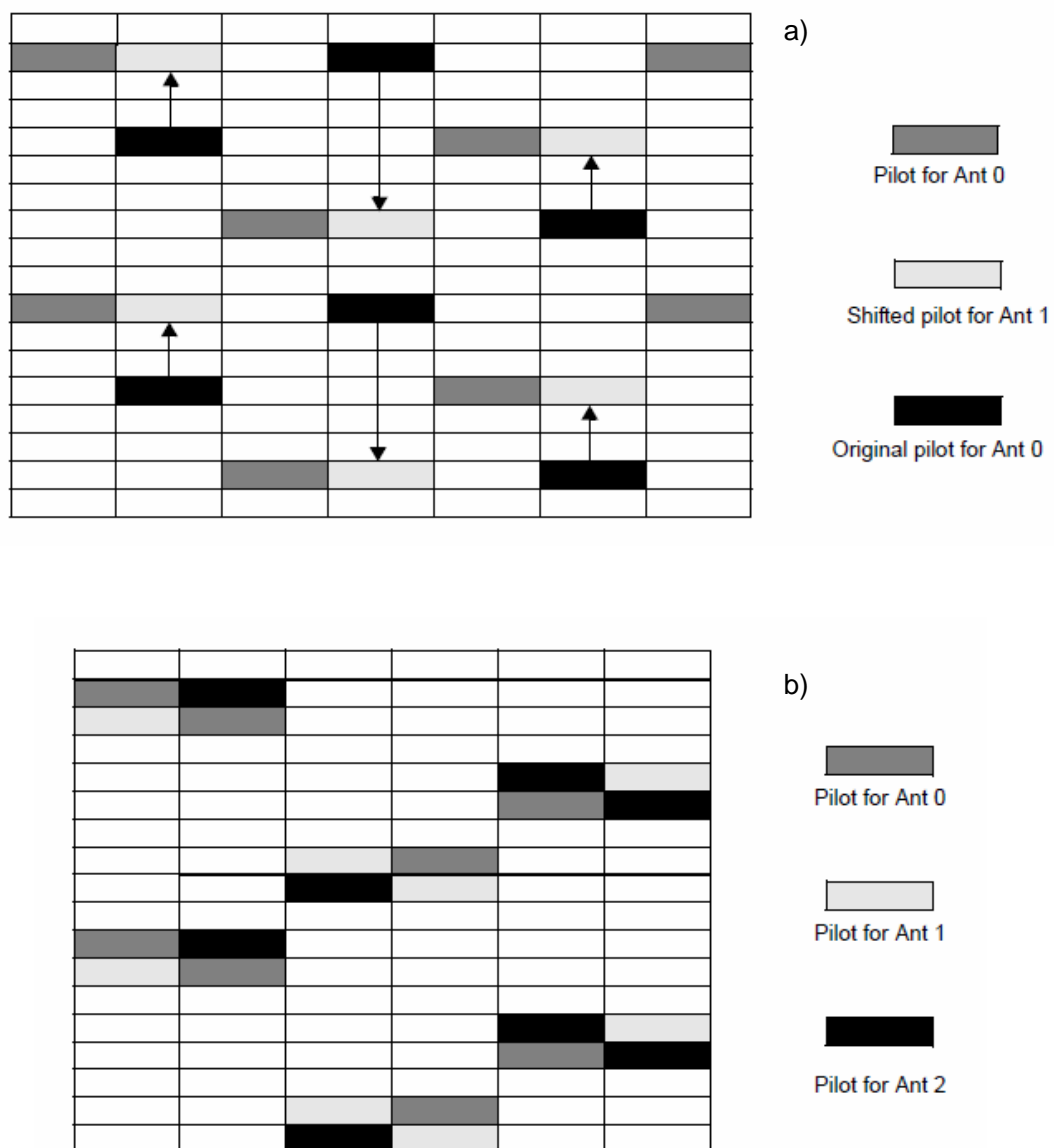 a)
Pilot for Ant 0
Shifted pilot for Ant 1
Original pilot for Ant 0
b)
Pilot for Ant 0
Pilot for Ant 1
Pilot for Ant 2